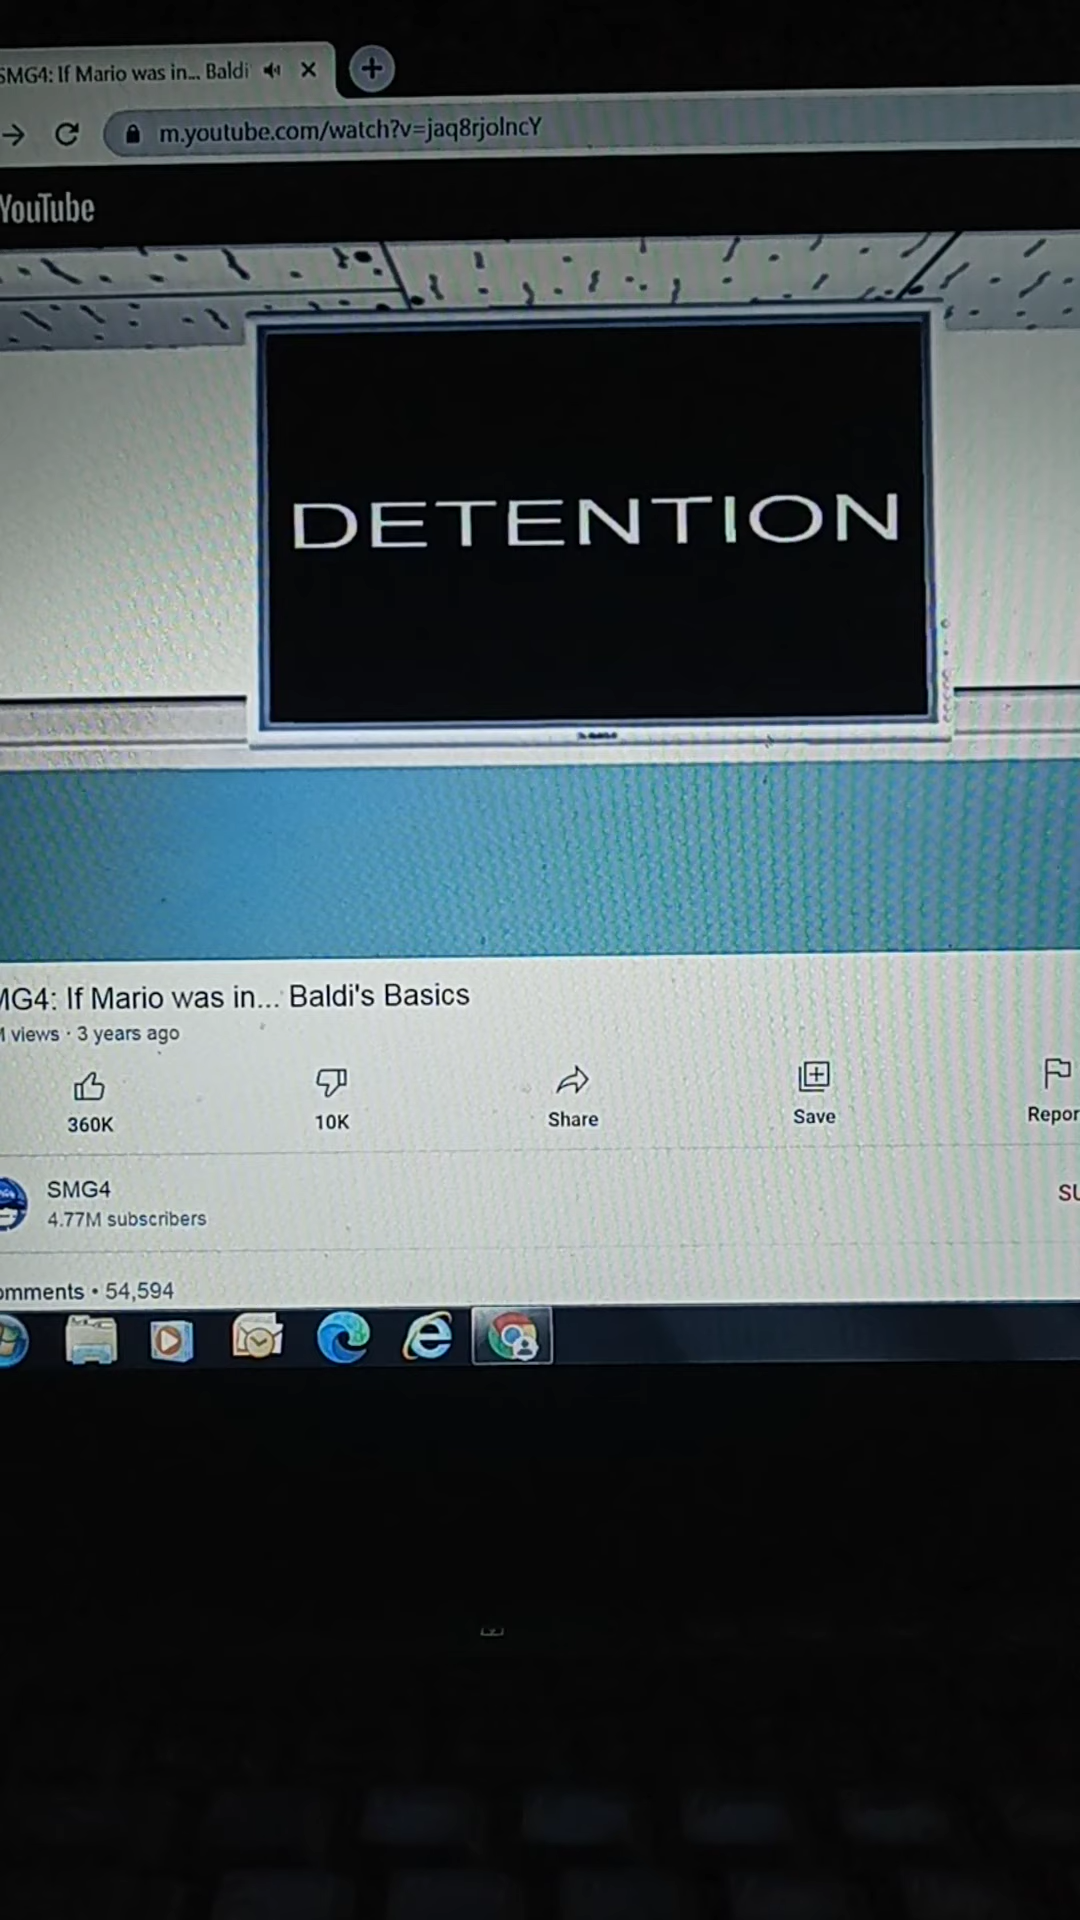 SMG4: If Mario was in... Baldi
m.youtube.com/watch?v=jaq8rjolncY
YouTube
DETENTION
MG4: If Mario was in... Baldi's Basics
views · 3 years ago
360K
10K
Share
Save
Repor
SMG4
4.77M subscribers
SU
omments • 54,594